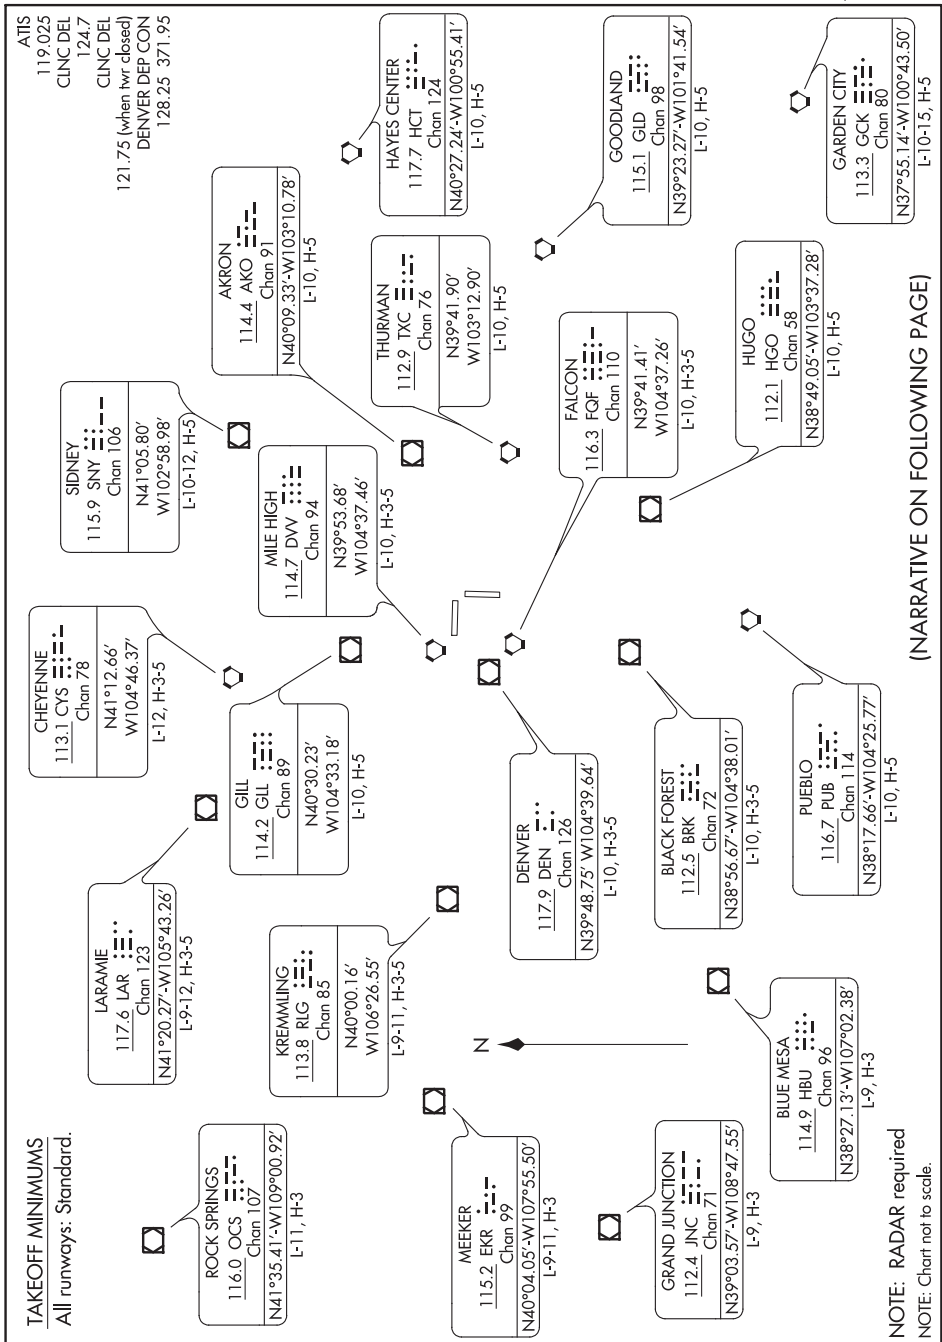 TAKEOFF MINIMUMS
All runways: Standard.
ATIS
119.025
CLNC DEL
124.7
CLNC DEL
121.75 (when twr closed)
DENVER DEP CON
128.25 371.95
ROCK SPRINGS
116.0 OCS
Chan 107
N41°35.41'-W109°00.92'
L-11, H-3
LARAMIE
117.6 LAR
Chan 123
N41°20.27'-W105°43.26'
L-9-12, H-3-5
CHEYENNE
113.1 CYS
Chan 78
N41°12.66'
W104°46.37'
L-12, H-3-5
SIDNEY
115.9 SNY
Chan 106
N41°05.80'
W102°58.98'
L-10-12, H-5
AKRON
114.4 AKO
Chan 91
N40°09.33'-W103°10.78'
L-10, H-5
HAYES CENTER
117.7 HCT
Chan 124
N40°27.24'-W100°55.41'
L-10, H-5
GILL
114.2 GLL
Chan 89
N40°30.23'
W104°33.18'
L-10, H-5
MILE HIGH
114.7 DVV
Chan 94
N39°53.68'
W104°37.46'
L-10, H-3-5
THURMAN
112.9 TXC
Chan 76
N39°41.90'
W103°12.90'
L-10, H-5
KREMMLING
113.8 RLG
Chan 85
N40°00.16'
W106°26.55'
L-9-11, H-3-5
MEEKER
115.2 EKR
Chan 99
N40°04.05'-W107°55.50'
L-9-11, H-3
N
DENVER
117.9 DEN
Chan 126
N39°48.75' W104°39.64'
L-10, H-3-5
FALCON
116.3 FQF
Chan 110
N39°41.41'
W104°37.26'
L-10, H-3-5
GOODLAND
115.1 GLD
Chan 98
N39°23.27'-W101°41.54'
L-10, H-5
GRAND JUNCTION
112.4 JNC
Chan 71
N39°03.57'-W108°47.55'
L-9, H-3
BLACK FOREST
112.5 BRK
Chan 72
N38°56.67'-W104°38.01'
L-10, H-3-5
HUGO
112.1 HGO
Chan 58
N38°49.05'-W103°37.28'
L-10, H-5
BLUE MESA
114.9 HBU
Chan 96
N38°27.13'-W107°02.38'
L-9, H-3
PUEBLO
116.7 PUB
Chan 114
N38°17.66'-W104°25.77'
L-10, H-5
GARDEN CITY
113.3 GCK
Chan 80
N37°55.14'-W100°43.50'
L-10-15, H-5
NOTE: RADAR required
NOTE: Chart not to scale.
(NARRATIVE ON FOLLOWING PAGE)